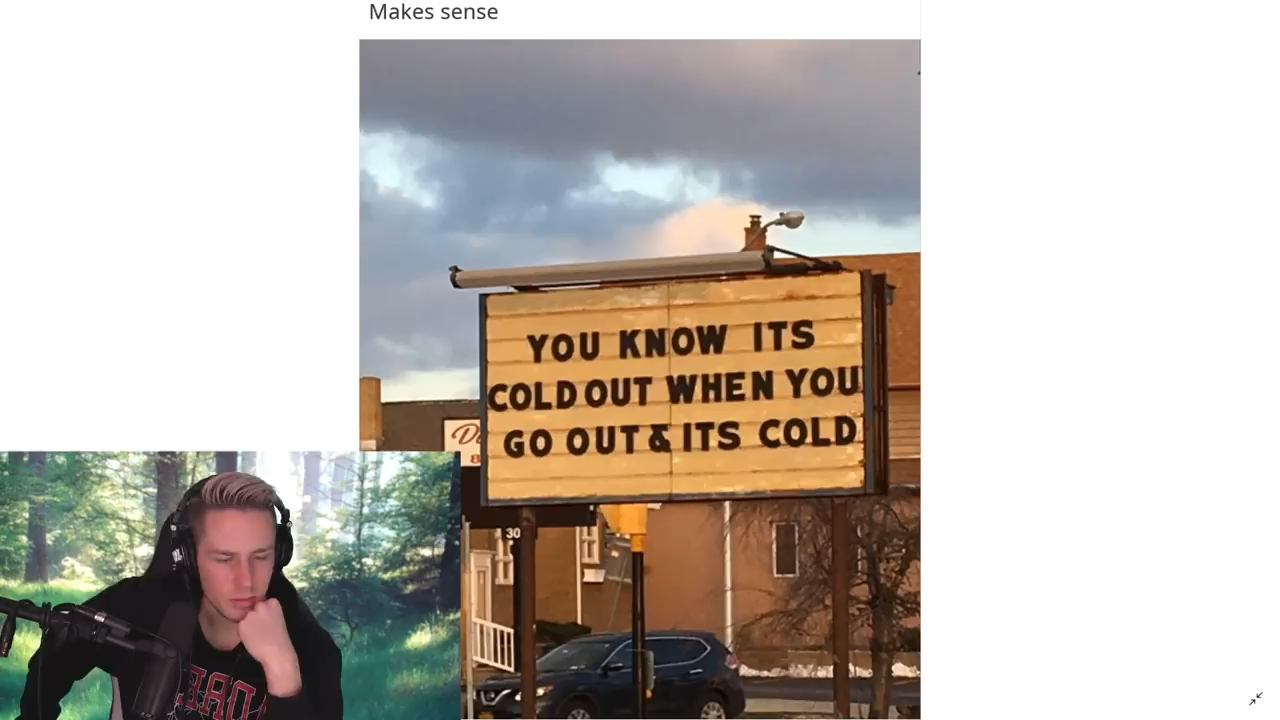 Makes sense
YOU KNOW ITS
COLD OUT WHEN YOU
GO OUT & ITS COLD
30